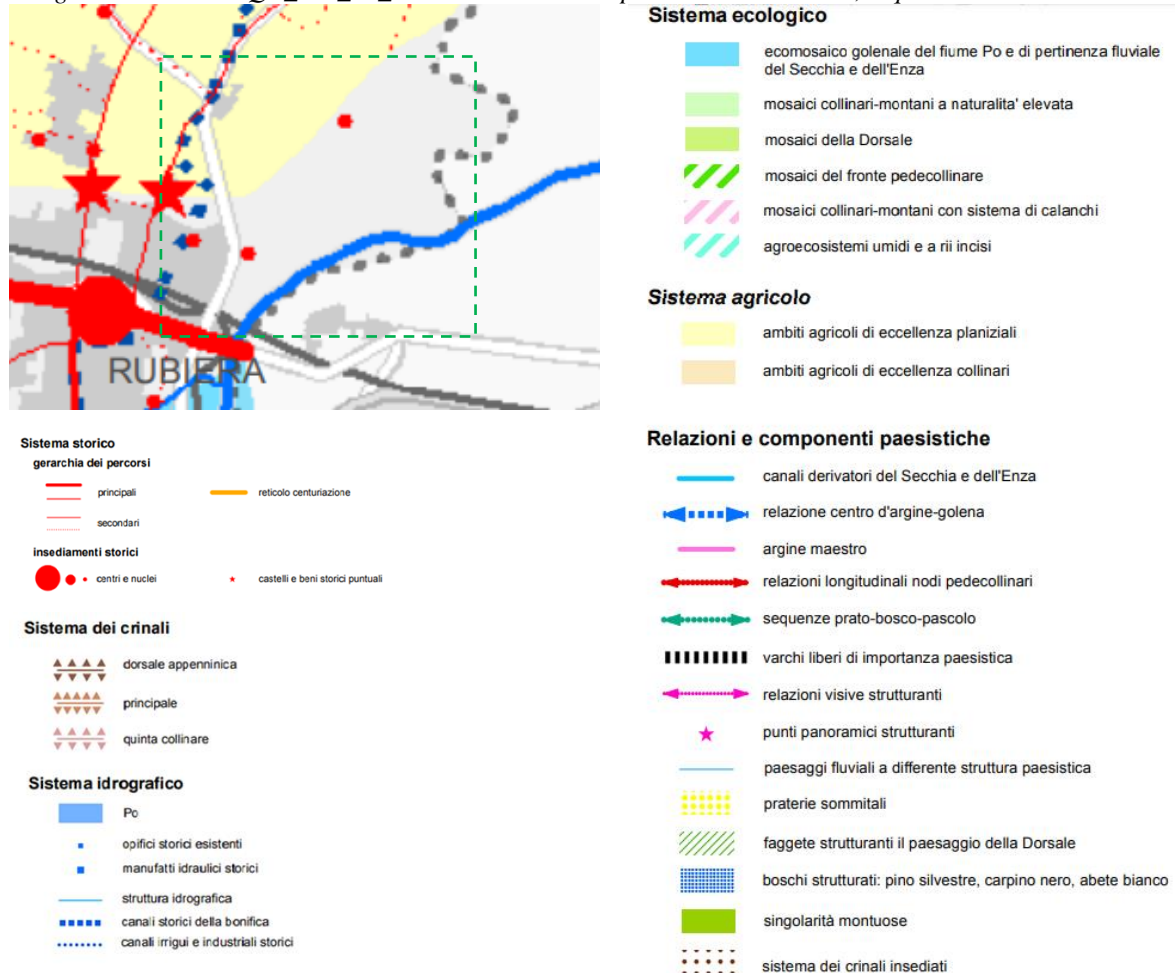 RUBIERA
Sistema storico
gerarchia dei percorsi
principali
reticolo centuriazione
secondari
insediamenti storici
centri e nuclei
castelli e beni storici puntuali
Sistema dei crinali
dorsale appenninica
principale
quinta collinare
Sistema idrografico
Po
opifici storici esistenti
manufatti idraulici storici
struttura idrografica
canali storici della bonifica
canali irrigui e industriali storici
Sistema ecologico
ecomosaico golenale del fiume Po e di pertinenza fluviale
del Secchia e dell'Enza
mosaici collinari-montani a naturalita' elevata
mosaici della Dorsale
mosaici del fronte pedecollinare
mosaici collinari-montani con sistema di calanchi
agroecosistemi umidi e a rii incisi
Sistema agricolo
ambiti agricoli di eccellenza planiziali
ambiti agricoli di eccellenza collinari
Relazioni e componenti paesistiche
canali derivatori del Secchia e dell'Enza
relazione centro d'argine-golena
argine maestro
relazioni longitudinali nodi pedecollinari
sequenze prato-bosco-pascolo
varchi liberi di importanza paesistica
relazioni visive strutturanti
punti panoramici strutturanti
paesaggi fluviali a differente struttura paesistica
praterie sommitali
faggete strutturanti il paesaggio della Dorsale
boschi strutturati: pino silvestre, carpino nero, abete bianco
singolarità montuose
sistema dei crinali insediati